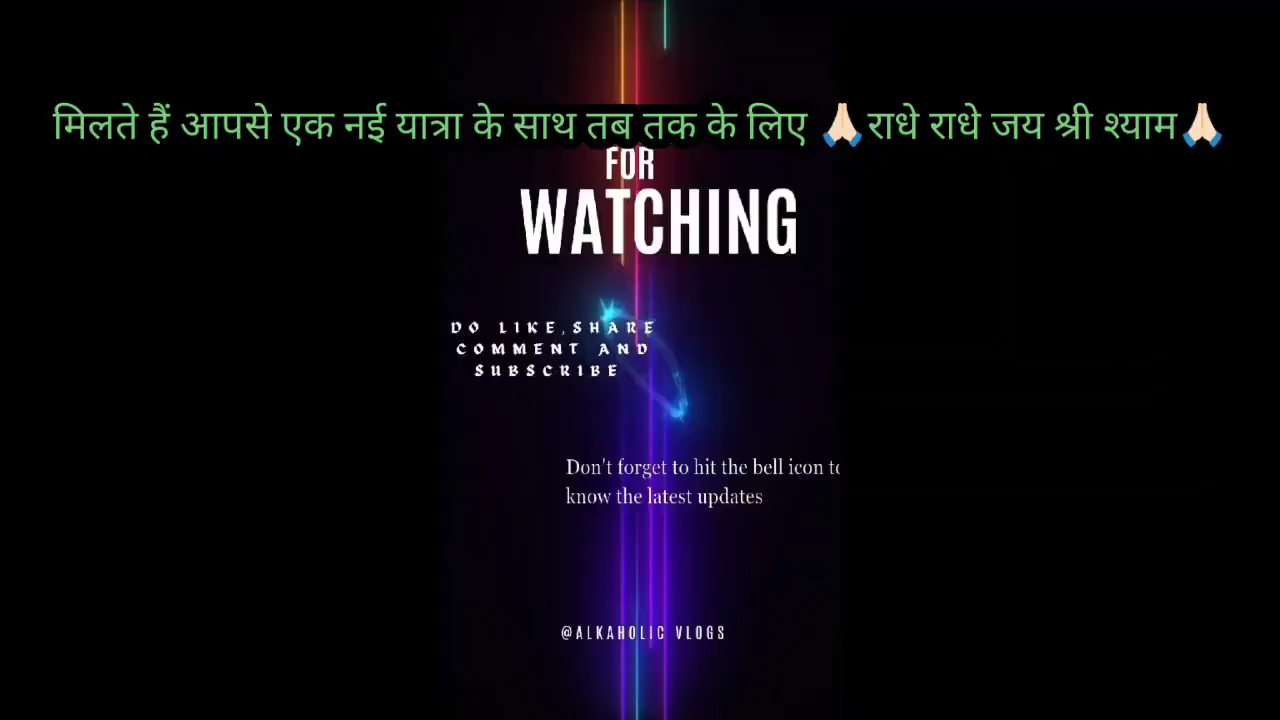 मिलते हैं आपसे एक नई यात्रा के साथ तब तक के लिए 🙏🏻राधे राधे जय श्री श्याम🙏🏻
FOR
WATCHING
DO LIKE,SHARE
COMMENT AND
SUBSCRIBE
Don't forget to hit the bell icon to
know the latest updates
@ALKAHOLIC VLOGS